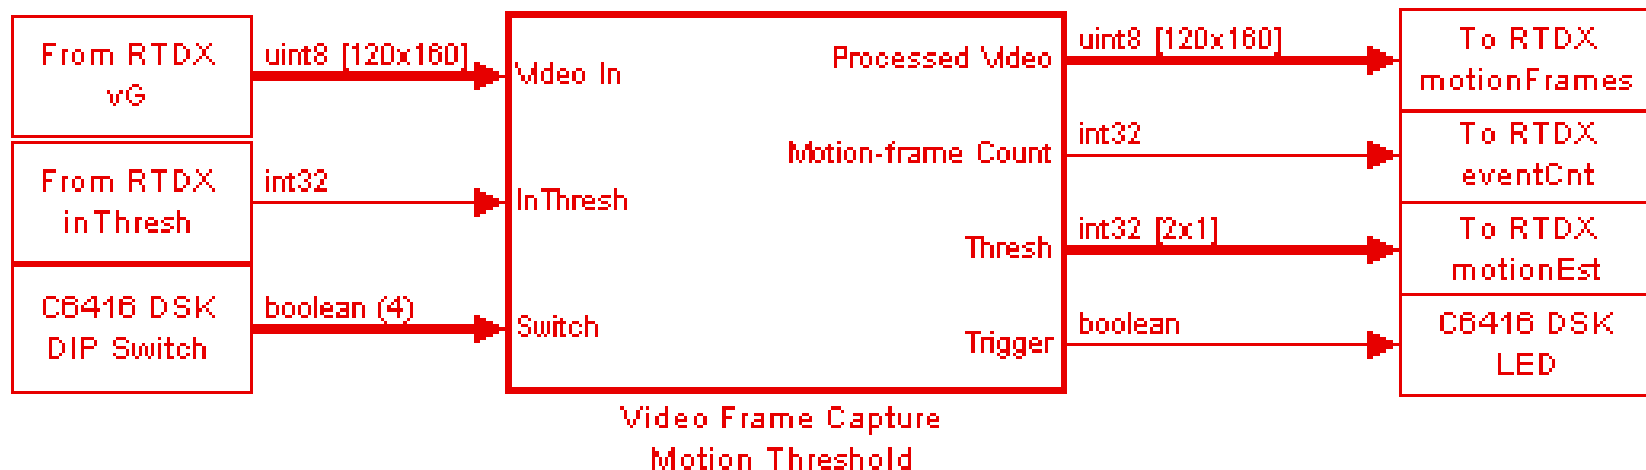 From RTDX
vG
uint8 [120x160]
Video In
Processed Video
uint8 [120x160]
To RTDX
motionFrames
Motion-frame Count
int32
To RTDX
eventCnt
From RTDX
inThresh
int32
InThresh
Thresh
int32 [2x1]
To RTDX
motionEst
C6416 DSK
DIP Switch
boolean (4)
Switch
Trigger
boolean
C6416 DSK
LED
Video Frame Capture
Motion Threshold